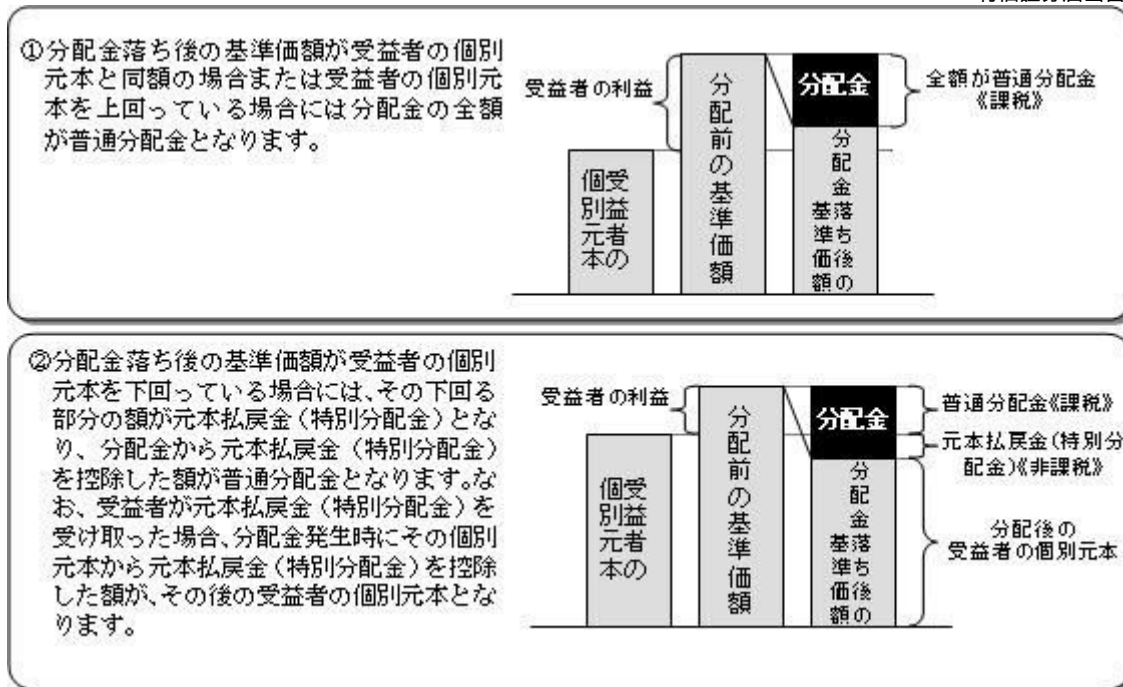 ①分配金落ち後の基準価額が受益者の個別
元本と同額の場合または受益者の個別元
本を上回っている場合には分配金の全額
が普通分配金となります。
受益者の利益
個別元本
受益者の
分配前の基準価額
分配金
分配金落ち後の
基準価額
全額が普通分配金
《課税》
②分配金落ち後の基準価額が受益者の個別
元本を下回っている場合には、その下回る
部分の額が元本払戻金（特別分配金）とな
り、分配金から元本払戻金（特別分配金）
を控除した額が普通分配金となります。な
お、受益者が元本払戻金（特別分配金）を
受け取った場合、分配金発生時にその個別
元本から元本払戻金（特別分配金）を控除
した額が、その後の受益者の個別元本とな
ります。
受益者の利益
受益者の
個別元本
分配前の基準価額
分配金
分配金落ち後の
基準価額
普通分配金《課税》
元本払戻金（特別分
配金）《非課税》
分配後の
受益者の個別元本